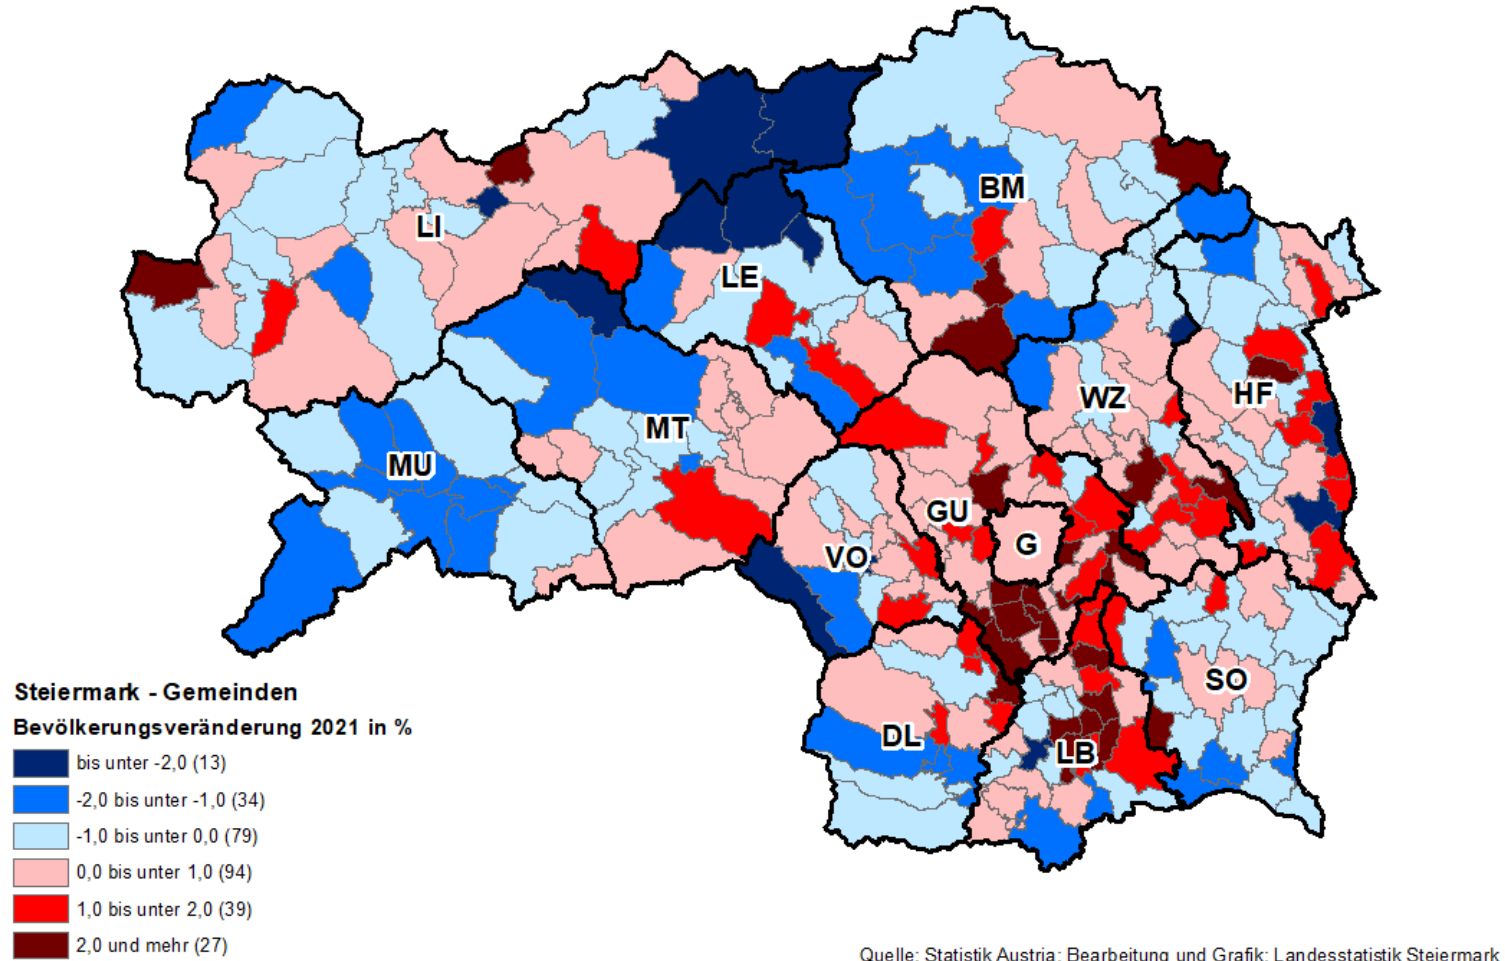 BM
LI
LE
WZ
HF
MT
MU
GU
G
VO
SO
DL
LB
Steiermark - Gemeinden
Bevölkerungsveränderung 2021 in %
bis unter -2,0 (13)
-2,0 bis unter -1,0 (34)
-1,0 bis unter 0,0 (79)
0,0 bis unter 1,0 (94)
1,0 bis unter 2,0 (39)
2,0 und mehr (27)
Quelle: Statistik Austria; Bearbeitung und Grafik: Landesstatistik Steiermark